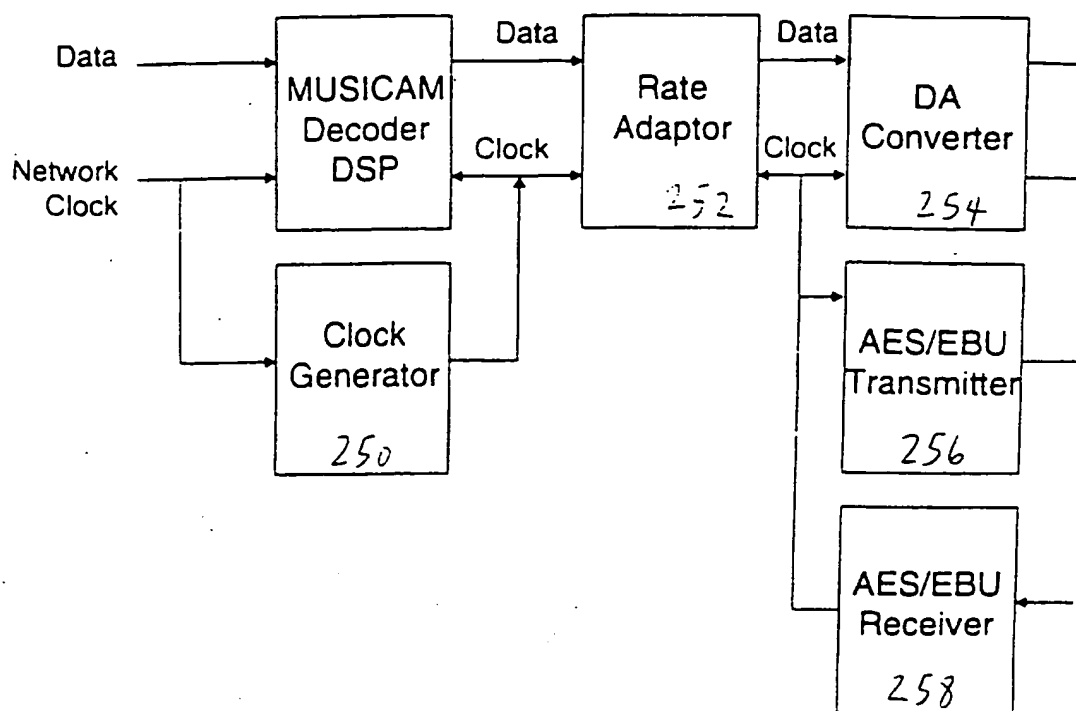 Data
Network
Clock
MUSICAM
Decoder
DSP
Data
Clock
Rate
Adaptor
252
Data
Clock
DA
Converter
254
Clock
Generator
250
AES/EBU
Transmitter
256
AES/EBU
Receiver
258